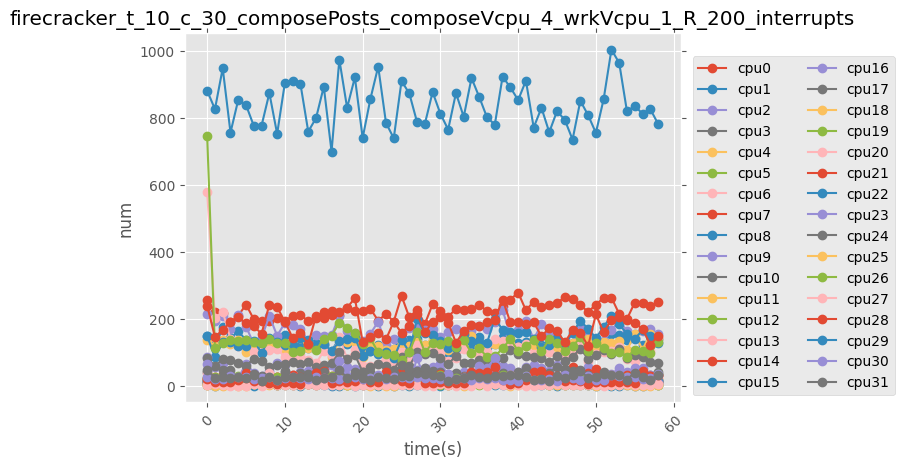 firecracker_t_10_c_30_composePosts_composeVcpu_4_wrkVcpu_1_R_200_interrupts
1000
800
600
400
200
0
num
0 10 20 30 40 50 60
time(s)
cpu0 cpu16
cpu1 cpu17
cpu2 cpu18
cpu3 cpu19
cpu4 cpu20
cpu5 cpu21
cpu6 cpu22
cpu7 cpu23
cpu8 cpu24
cpu9 cpu25
cpu10 cpu26
cpu11 cpu27
cpu12 cpu28
cpu13 cpu29
cpu14 cpu30
cpu15 cpu31